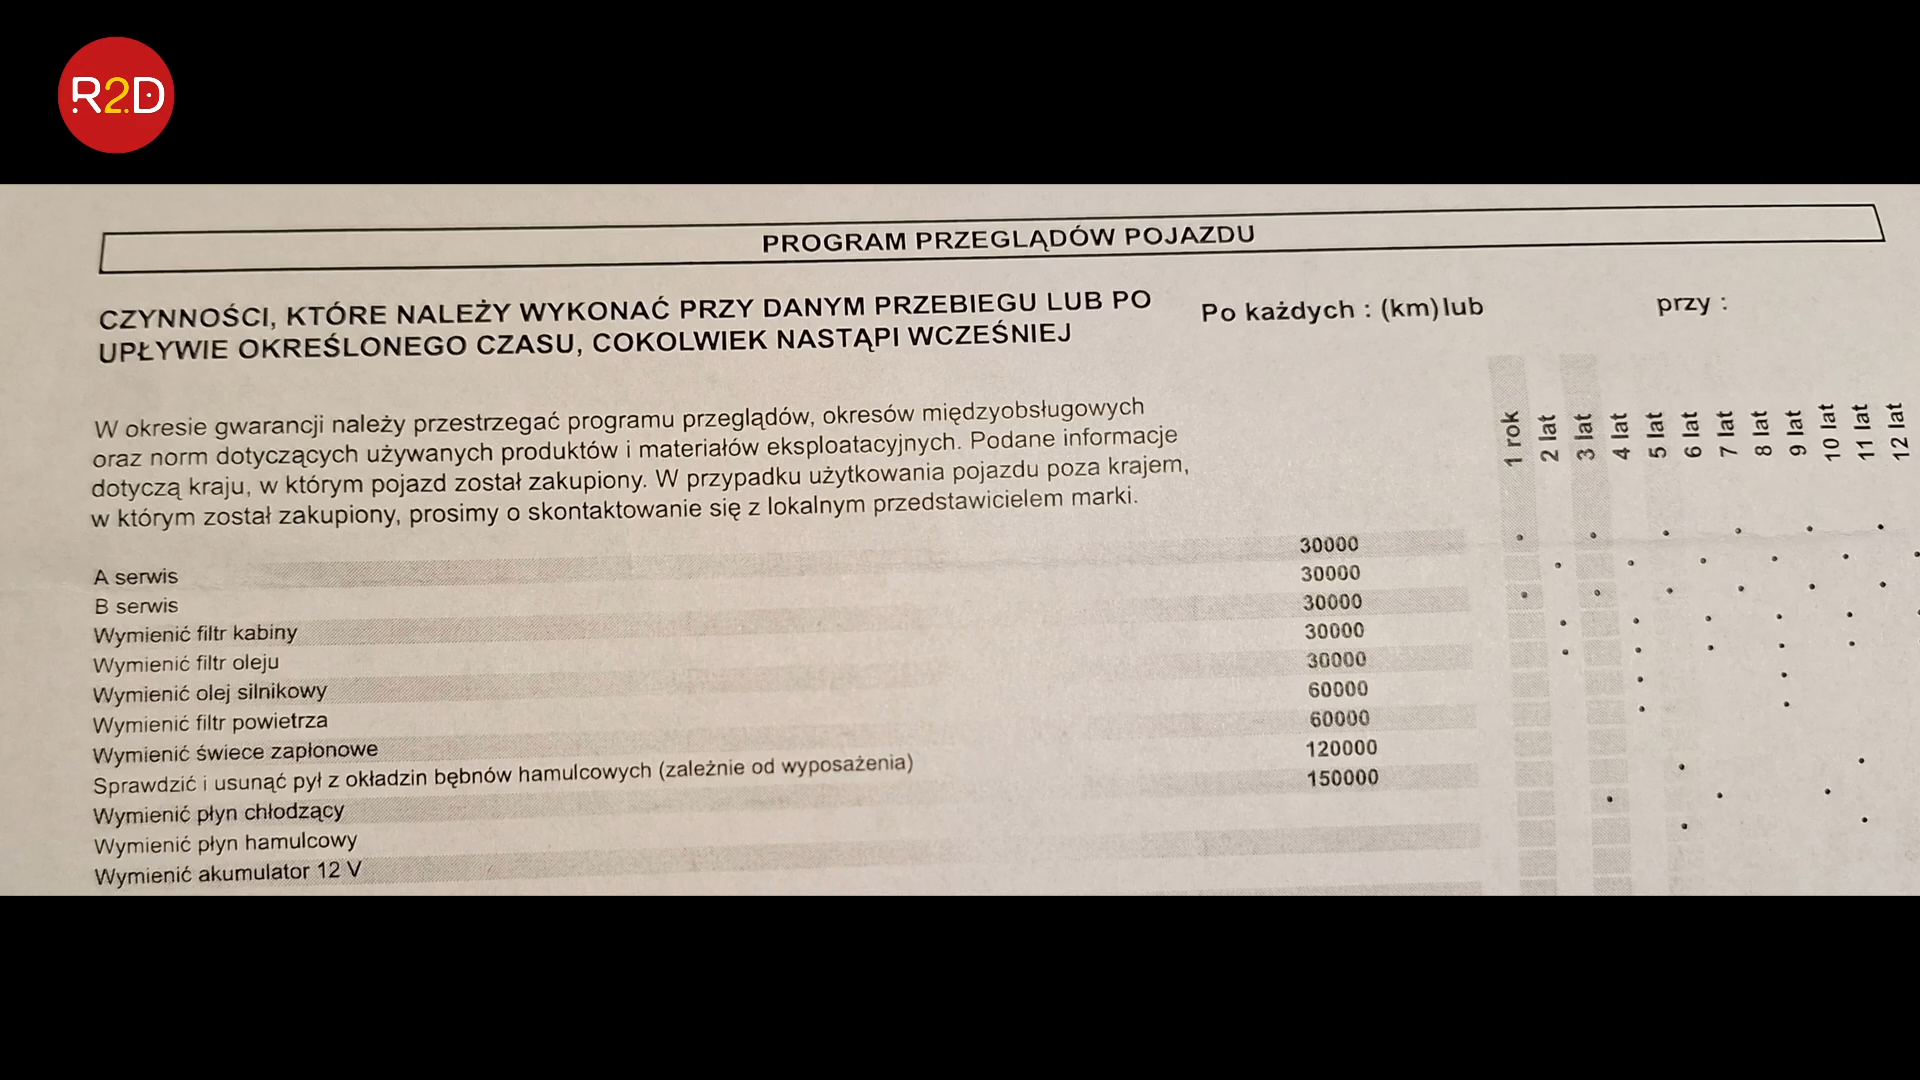 R2D
PROGRAM PRZEGLĄDÓW POJAZDU
CZYNNOŚCI, KTÓRE NALEŻY WYKONAĆ PRZY DANYM PRZEBIEGU LUB PO
UPŁYWIE OKREŚLONEGO CZASU, COKOLWIEK NASTĄPI WCZEŚNIEJ
Po każdych : (km) lub przy :
1 rok 2 lat 3 lat 4 lat 5 lat 6 lat 7 lat 8 lat 9 lat 10 lat 11 lat 12 lat
W okresie gwarancji należy przestrzegać programu przeglądów, okresów międzyobsługowych
oraz norm dotyczących używanych produktów i materiałów eksploatacyjnych. Podane informacje
dotyczą kraju, w którym pojazd został zakupiony. W przypadku użytkowania pojazdu poza krajem,
w którym został zakupiony, prosimy o skontaktowanie się z lokalnym przedstawicielem marki.
A serwis 30000
B serwis 30000
Wymienić filtr kabiny 30000
Wymienić filtr oleju 30000
Wymienić olej silnikowy 30000
Wymienić filtr powietrza 60000
Wymienić świece zapłonowe 60000
Sprawdzić i usunąć pył z okładzin bębnów hamulcowych (zależnie od wyposażenia) 120000
Wymienić płyn chłodzący 150000
Wymienić płyn hamulcowy
Wymienić akumulator 12 V